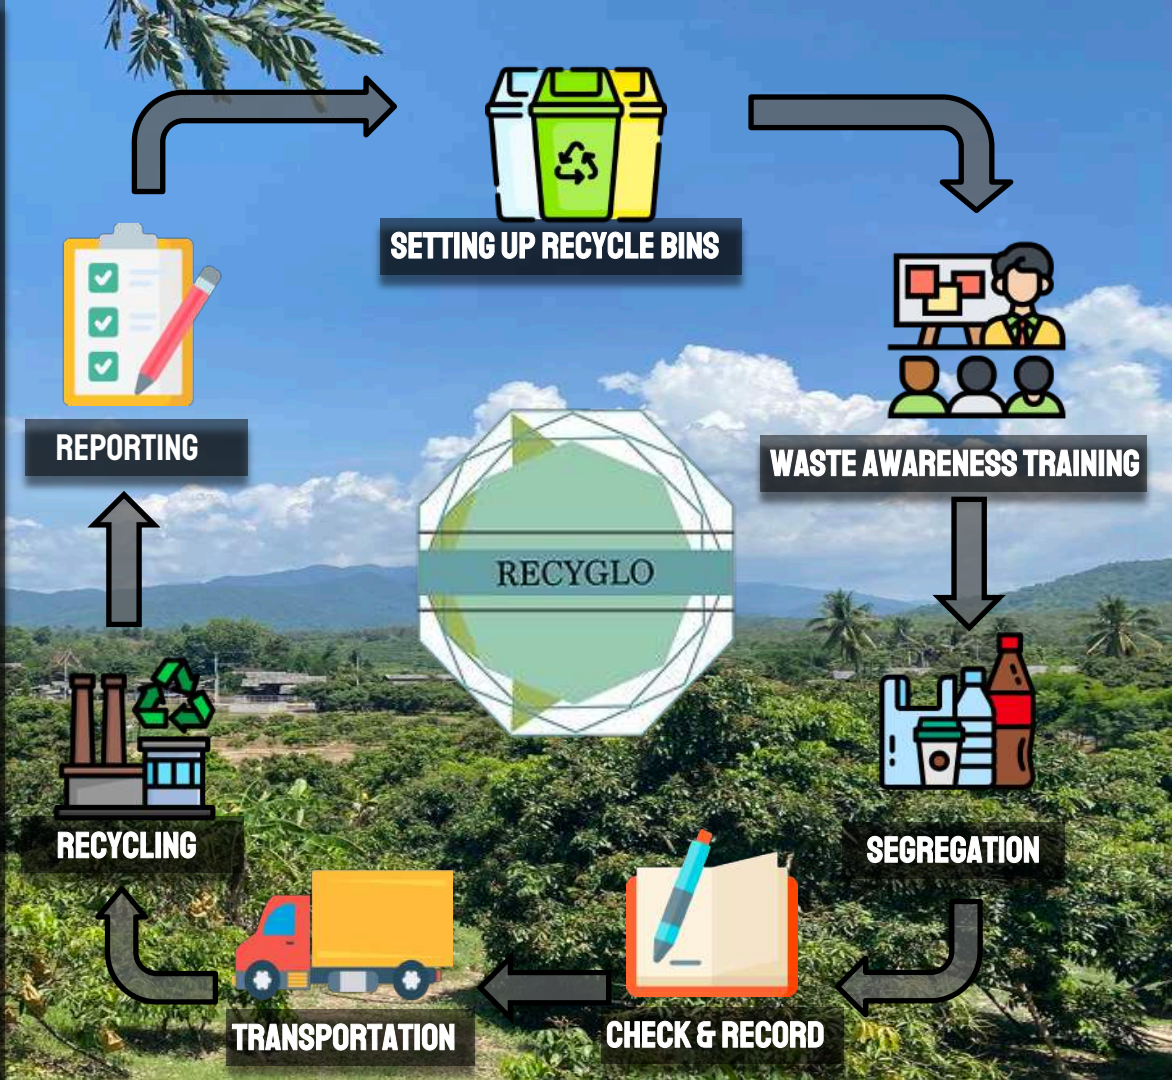 SETTING UP RECYCLE BINS
WASTE AWARENESS TRAINING
REPORTING
RECYGLO
RECYCLING
SEGREGATION
TRANSPORTATION
CHECK & RECORD